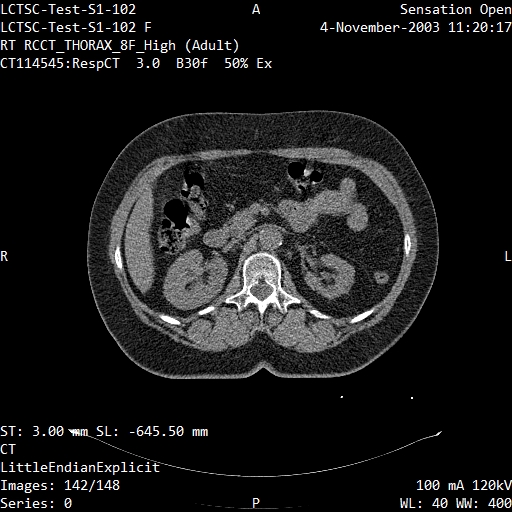 LCTSC-Test-S1-102
A
Sensation Open
LCTSC-Test-S1-102 F
4-November-2003 11:20:17
RT RCCT_THORAX_8F_High (Adult)
CT114545:RespCT 3.0 B30f 50% Ex
R
L
ST: 3.00 mm SL: -645.50 mm
CT
LittleEndianExplicit
Images: 142/148
100 mA 120kV
Series: 0
P
WL: 40 WW: 400